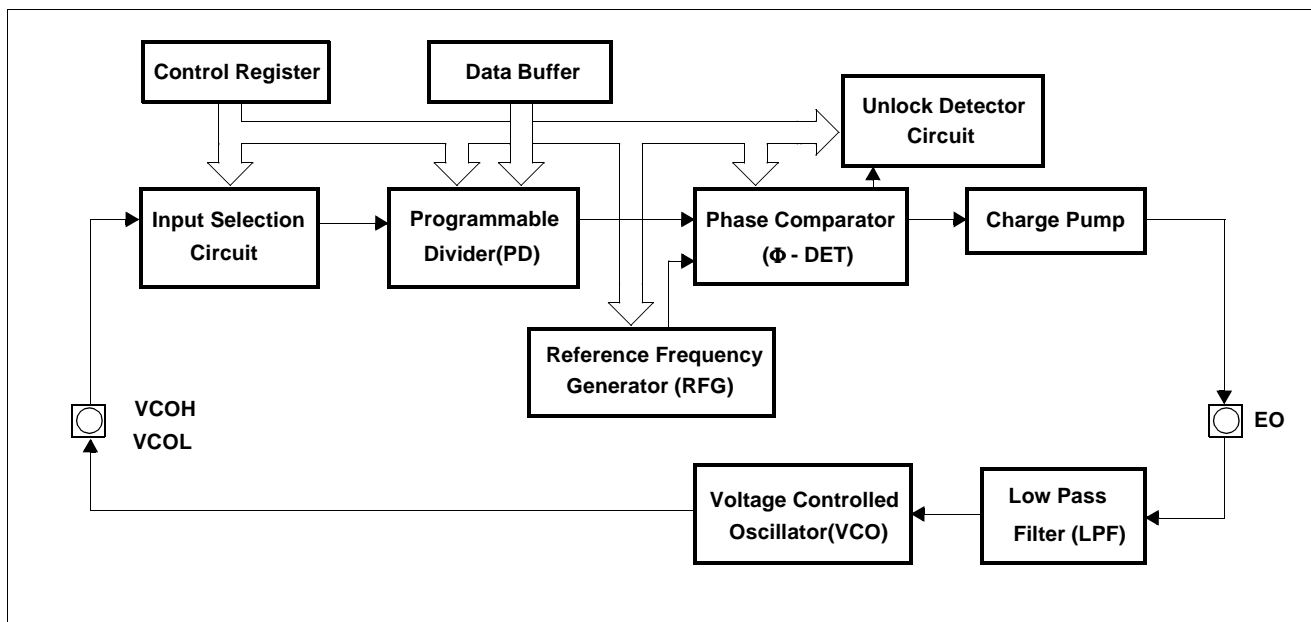 Control Register
Data Buffer
Unlock Detector
Circuit
Input Selection
Circuit
Programmable
Divider(PD)
Phase Comparator
(Φ - DET)
Charge Pump
Reference Frequency
Generator (RFG)
VCOH
VCOL
EO
Voltage Controlled
Oscillator(VCO)
Low Pass
Filter (LPF)